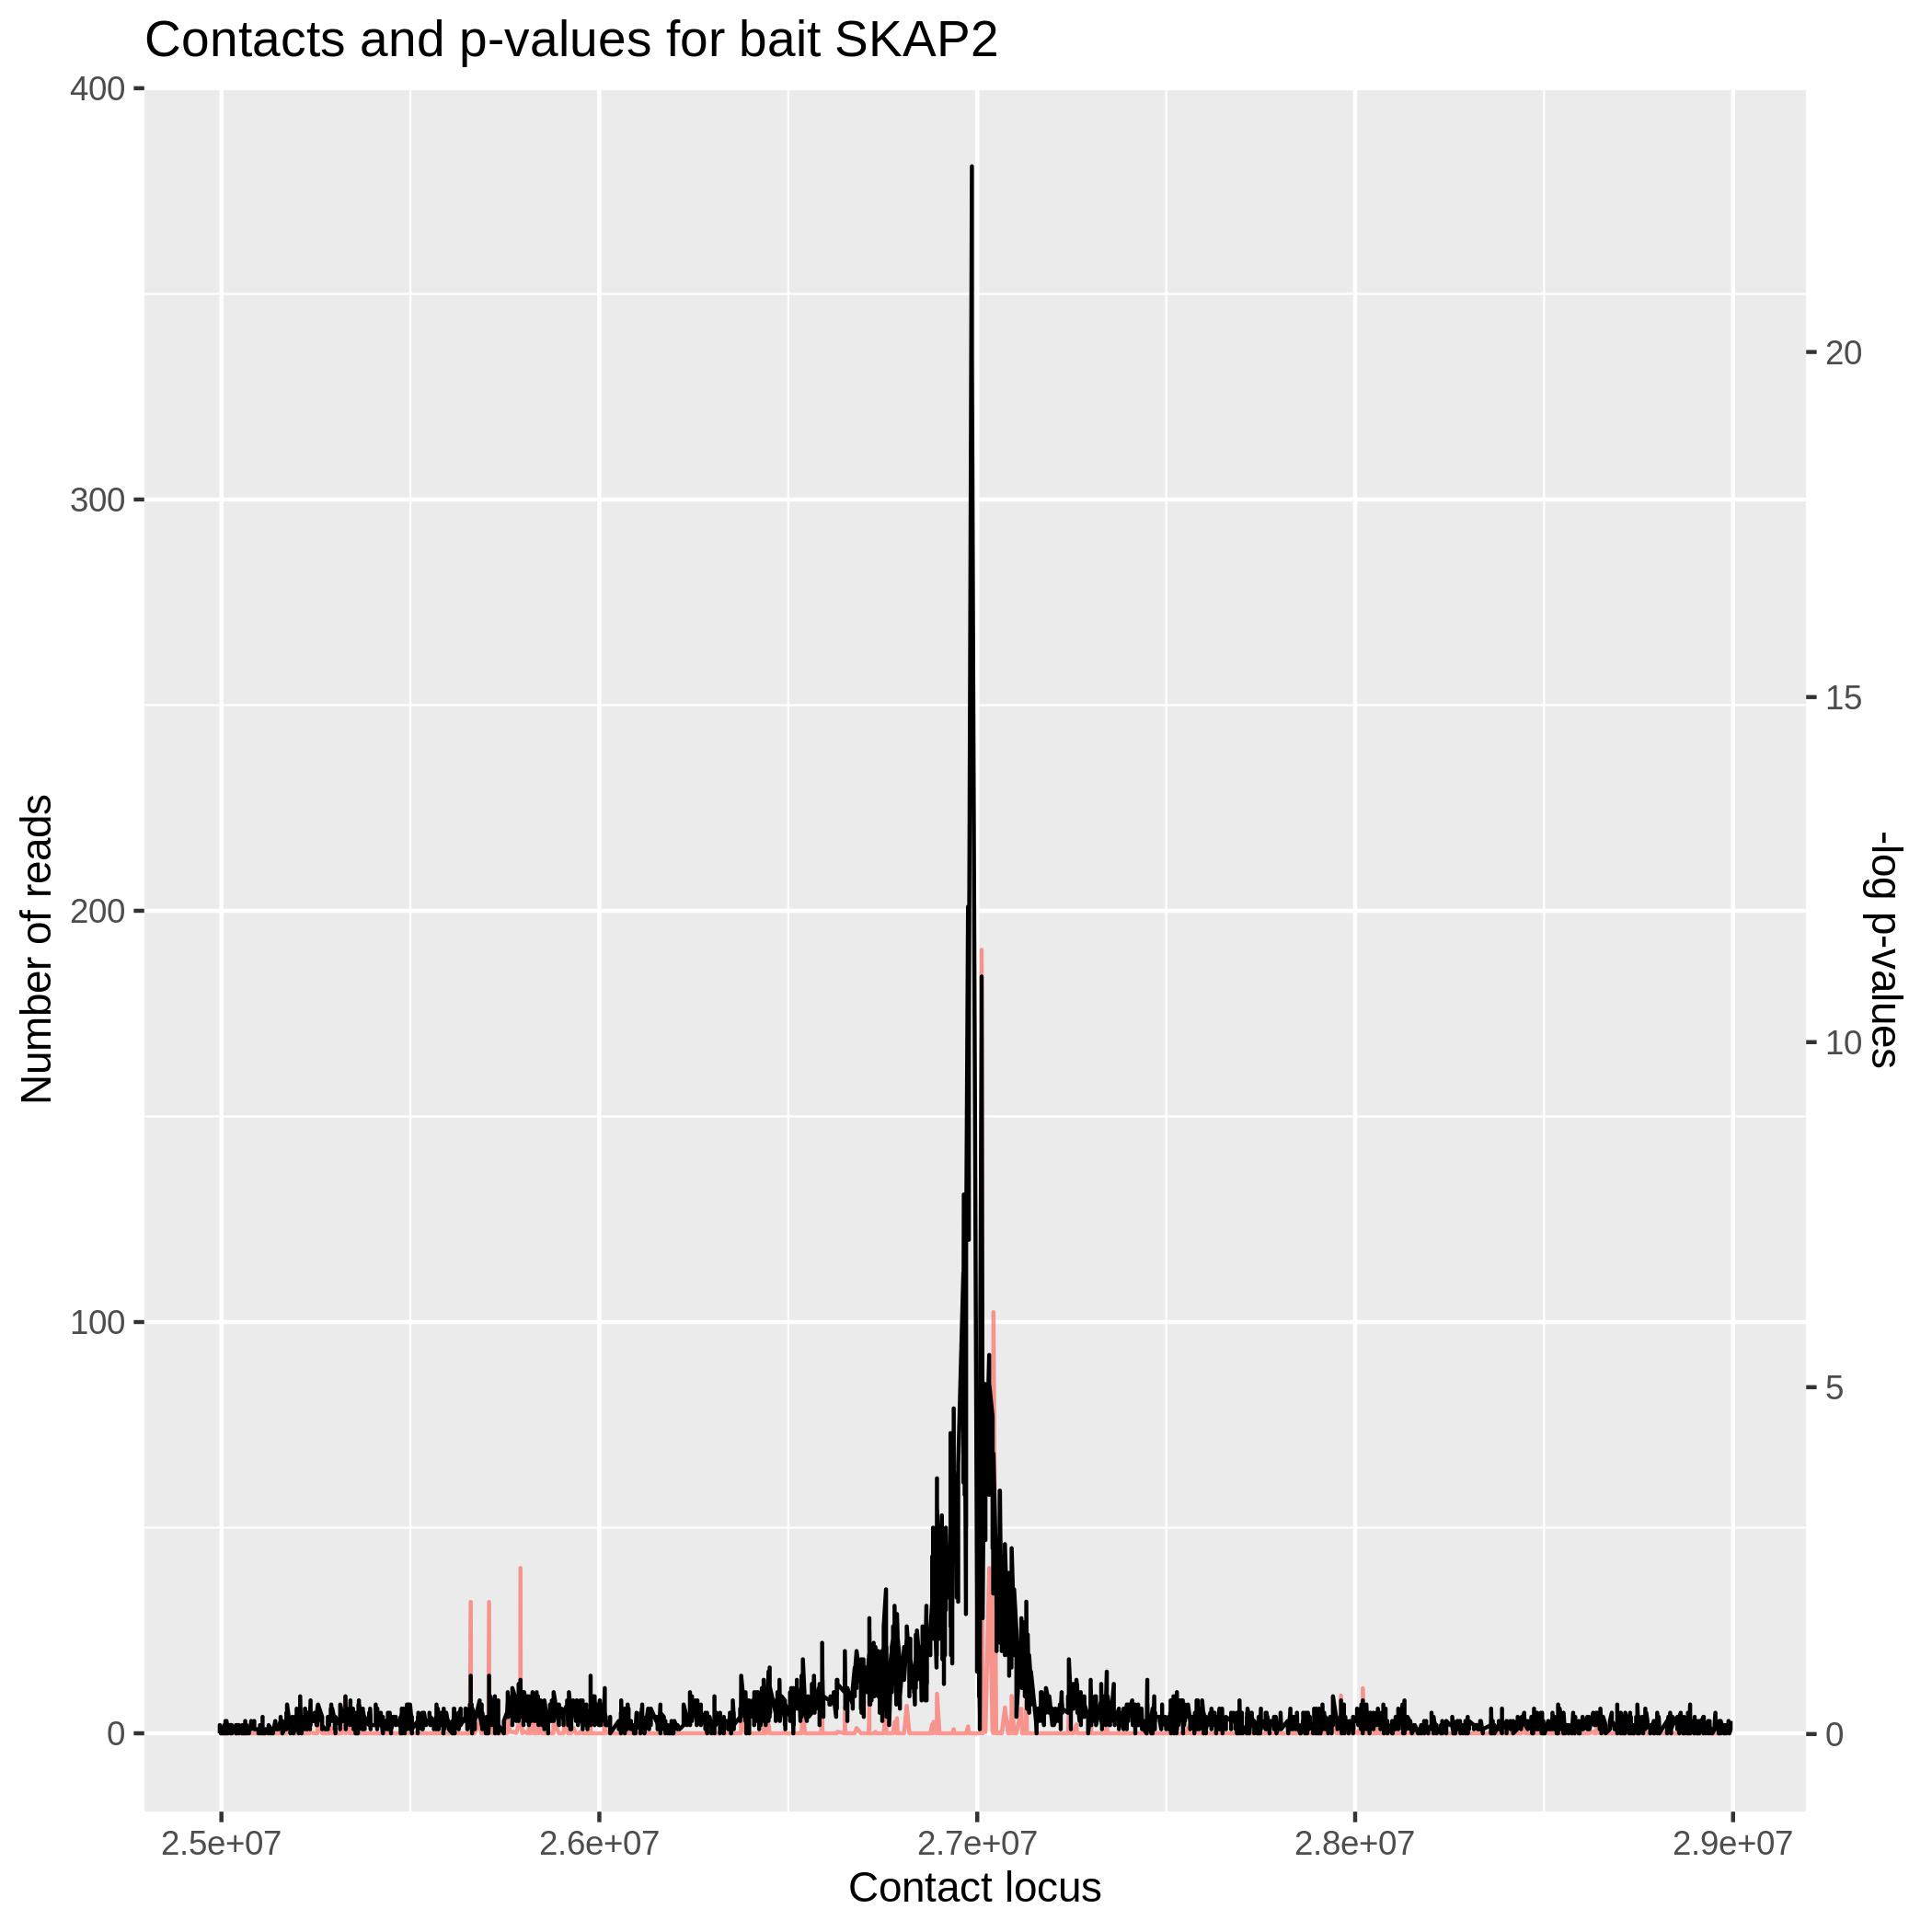 Contacts and p-values for bait SKAP2
400
300
200
100
0
Number of reads
20
15
10
5
0
-log p-values
2.5e+07
2.6e+07
2.7e+07
2.8e+07
2.9e+07
Contact locus